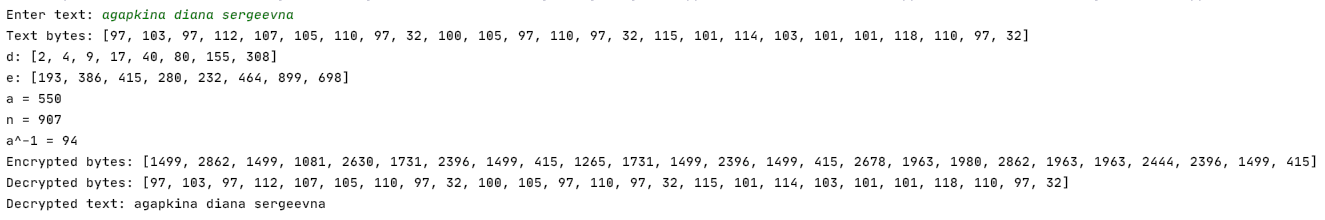 Enter text: agapkina diana sergeevna
Text bytes: [97, 103, 97, 112, 107, 105, 110, 97, 32, 100, 105, 97, 110, 97, 32, 115, 101, 114, 103, 101, 101, 118, 110, 97, 32]
d: [2, 4, 9, 17, 40, 80, 155, 308]
e: [193, 386, 415, 280, 232, 464, 899, 698]
a = 550
n = 907
a^-1 = 94
Encrypted bytes: [1499, 2862, 1499, 1081, 2630, 1731, 2396, 1499, 415, 1265, 1731, 1499, 2396, 1499, 415, 2678, 1963, 1980, 2862, 1963, 1963, 2444, 2396, 1499, 415]
Decrypted bytes: [97, 103, 97, 112, 107, 105, 110, 97, 32, 100, 105, 97, 110, 97, 32, 115, 101, 114, 103, 101, 101, 118, 110, 97, 32]
Decrypted text: agapkina diana sergeevna